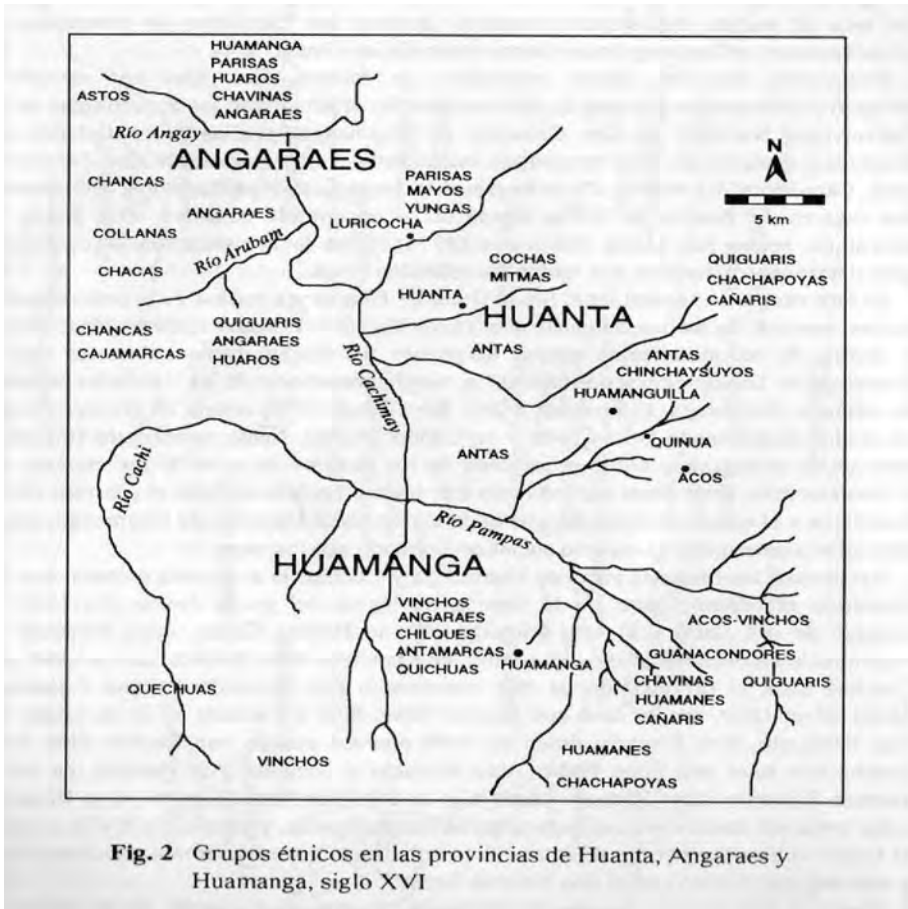 HUAMANGA
PARISAS
HUAROS
CHAVINAS
ANGARAES
ASTOS
Río Angay
ANGARAES
N
5 km
CHANCAS
COLLANAS
CHACAS
ANGARAES
Río Arubam
PARISAS
MAYOS
YUNGAS
LURICOCHA
COCHAS
MITMAS
HUANTA
HUANTA
QUIGUARIS
CHACHAPOYAS
CAÑARIS
CHANCAS
CAJAMARCAS
QUIGUARIS
ANGARAES
HUAROS
Río Cachimay
ANTAS
ANTAS
CHINCHAYSUYOS
HUAMANGUILLA
QUINUA
ACOS
ANTAS
Río Cachi
Río Pampas
HUAMANGA
VINCHOS
ANGARAES
CHILQUES
ANTAMARCAS
QUICHUAS
HUAMANGA
ACOS-VINCHOS
GUANACONDORES
CHAVINAS
HUAMANES
CAÑARIS
QUIGUARIS
QUECHUAS
VINCHOS
HUAMANES
CHACHAPOYAS
Fig. 2 Grupos étnicos en las provincias de Huanta, Angaraes y
Huamanga, siglo XVI